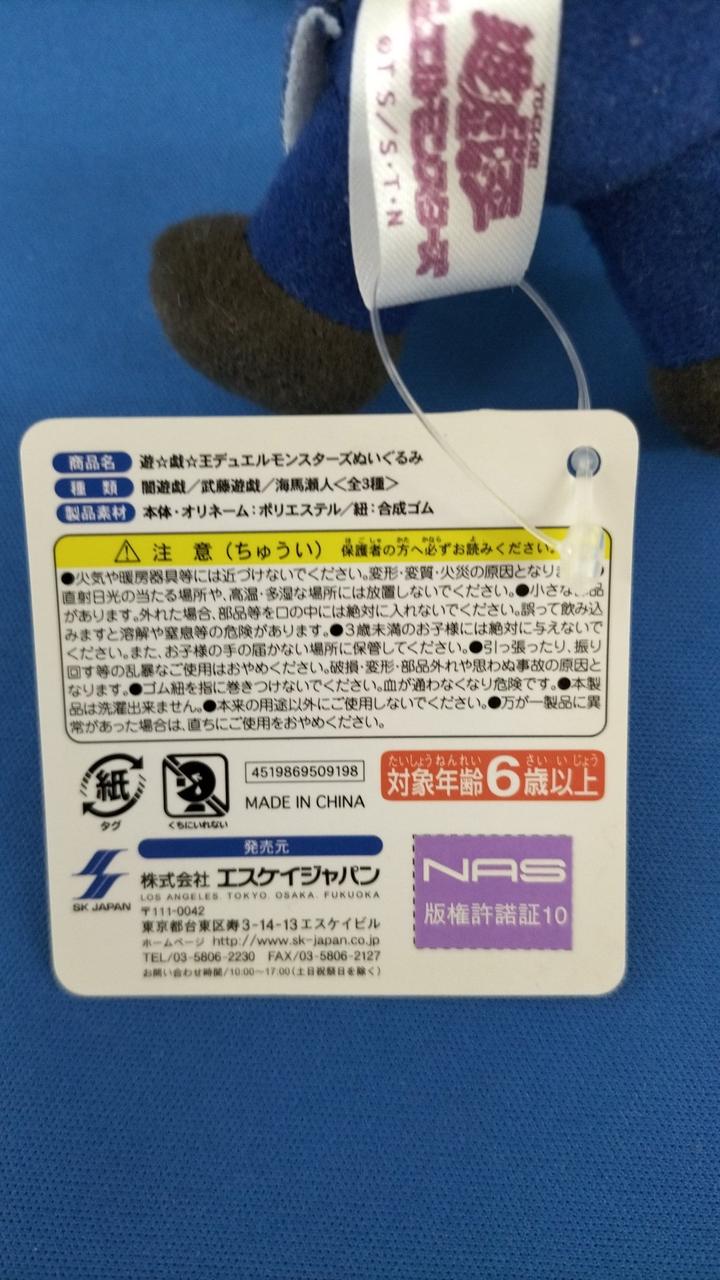 YU-GI-OH!
遊戯王
デュエルモンスターズ
©TS/S・T・N
商品名 遊☆戯☆王デュエルモンスターズぬいぐるみ
種類 闇遊戯／武藤遊戯／海馬瀬人<全3種>
製品素材 本体・オリネーム：ポリエステル／紐：合成ゴム
注 意（ちゅうい） 保護者の方へ必ずお読みください。
●火気や暖房器具等には近づけないでください。変形・変質・火災の原因となりま
直射日光の当たる場所や、高温・多湿な場所には放置しないでください。●小さな 品
があります。外れた場合、部品等を口の中には絶対に入れないでください。誤って飲み込
みますと溶解や窒息等の危険があります。●3歳未満のお子様には絶対に与えないで
ください。また、お子様の手の届かない場所に保管してください。●引っ張ったり、振り
回す等の乱暴なご使用はおやめください。破損・変形・部品外れや思わぬ事故の原因と
なります。●ゴム紐を指に巻きつけないでください。血が通わなくなり危険です。●本製
品は洗濯出来ません。●本来の用途以外にご使用しないでください。●万が一製品に異
常があった場合は、直ちにご使用をおやめください。
紙
タグ
くちにいれない
4519869509198
MADE IN CHINA
たいしょうねんれい さいいじょう
対象年齢6歳以上
発売元
SK JAPAN
株式会社 エスケイジャパン
LOS ANGELES. TOKYO. OSAKA. FUKUOKA
〒111-0042
東京都台東区寿3-14-13エスケイビル
ホームページ http://www.sk-japan.co.jp
TEL/03-5806-2230 FAX/03-5806-2127
お問い合わせ時間/10:00〜17:00(土日祝祭日を除く)
NAS
版権許諾証10